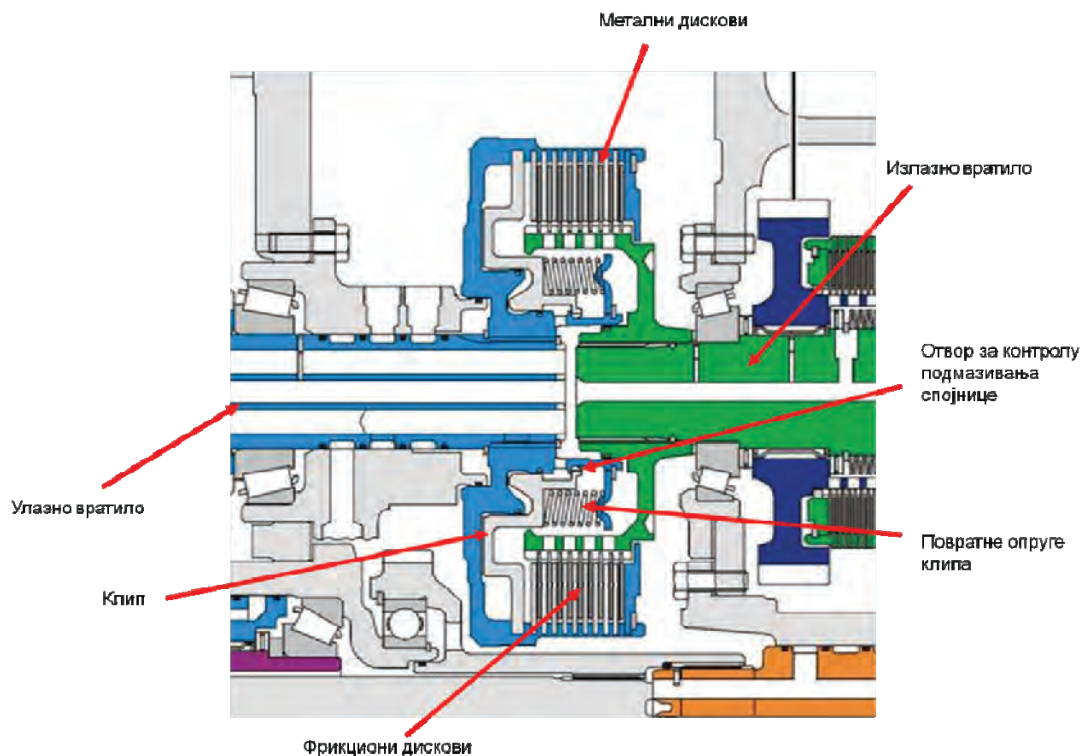 Метални дискови
Излазно вратило
Отвор за контролу
подмазивања
спојнице
Улазно вратило
Повратне опруге
клипа
Клип
Фрикциони дискови